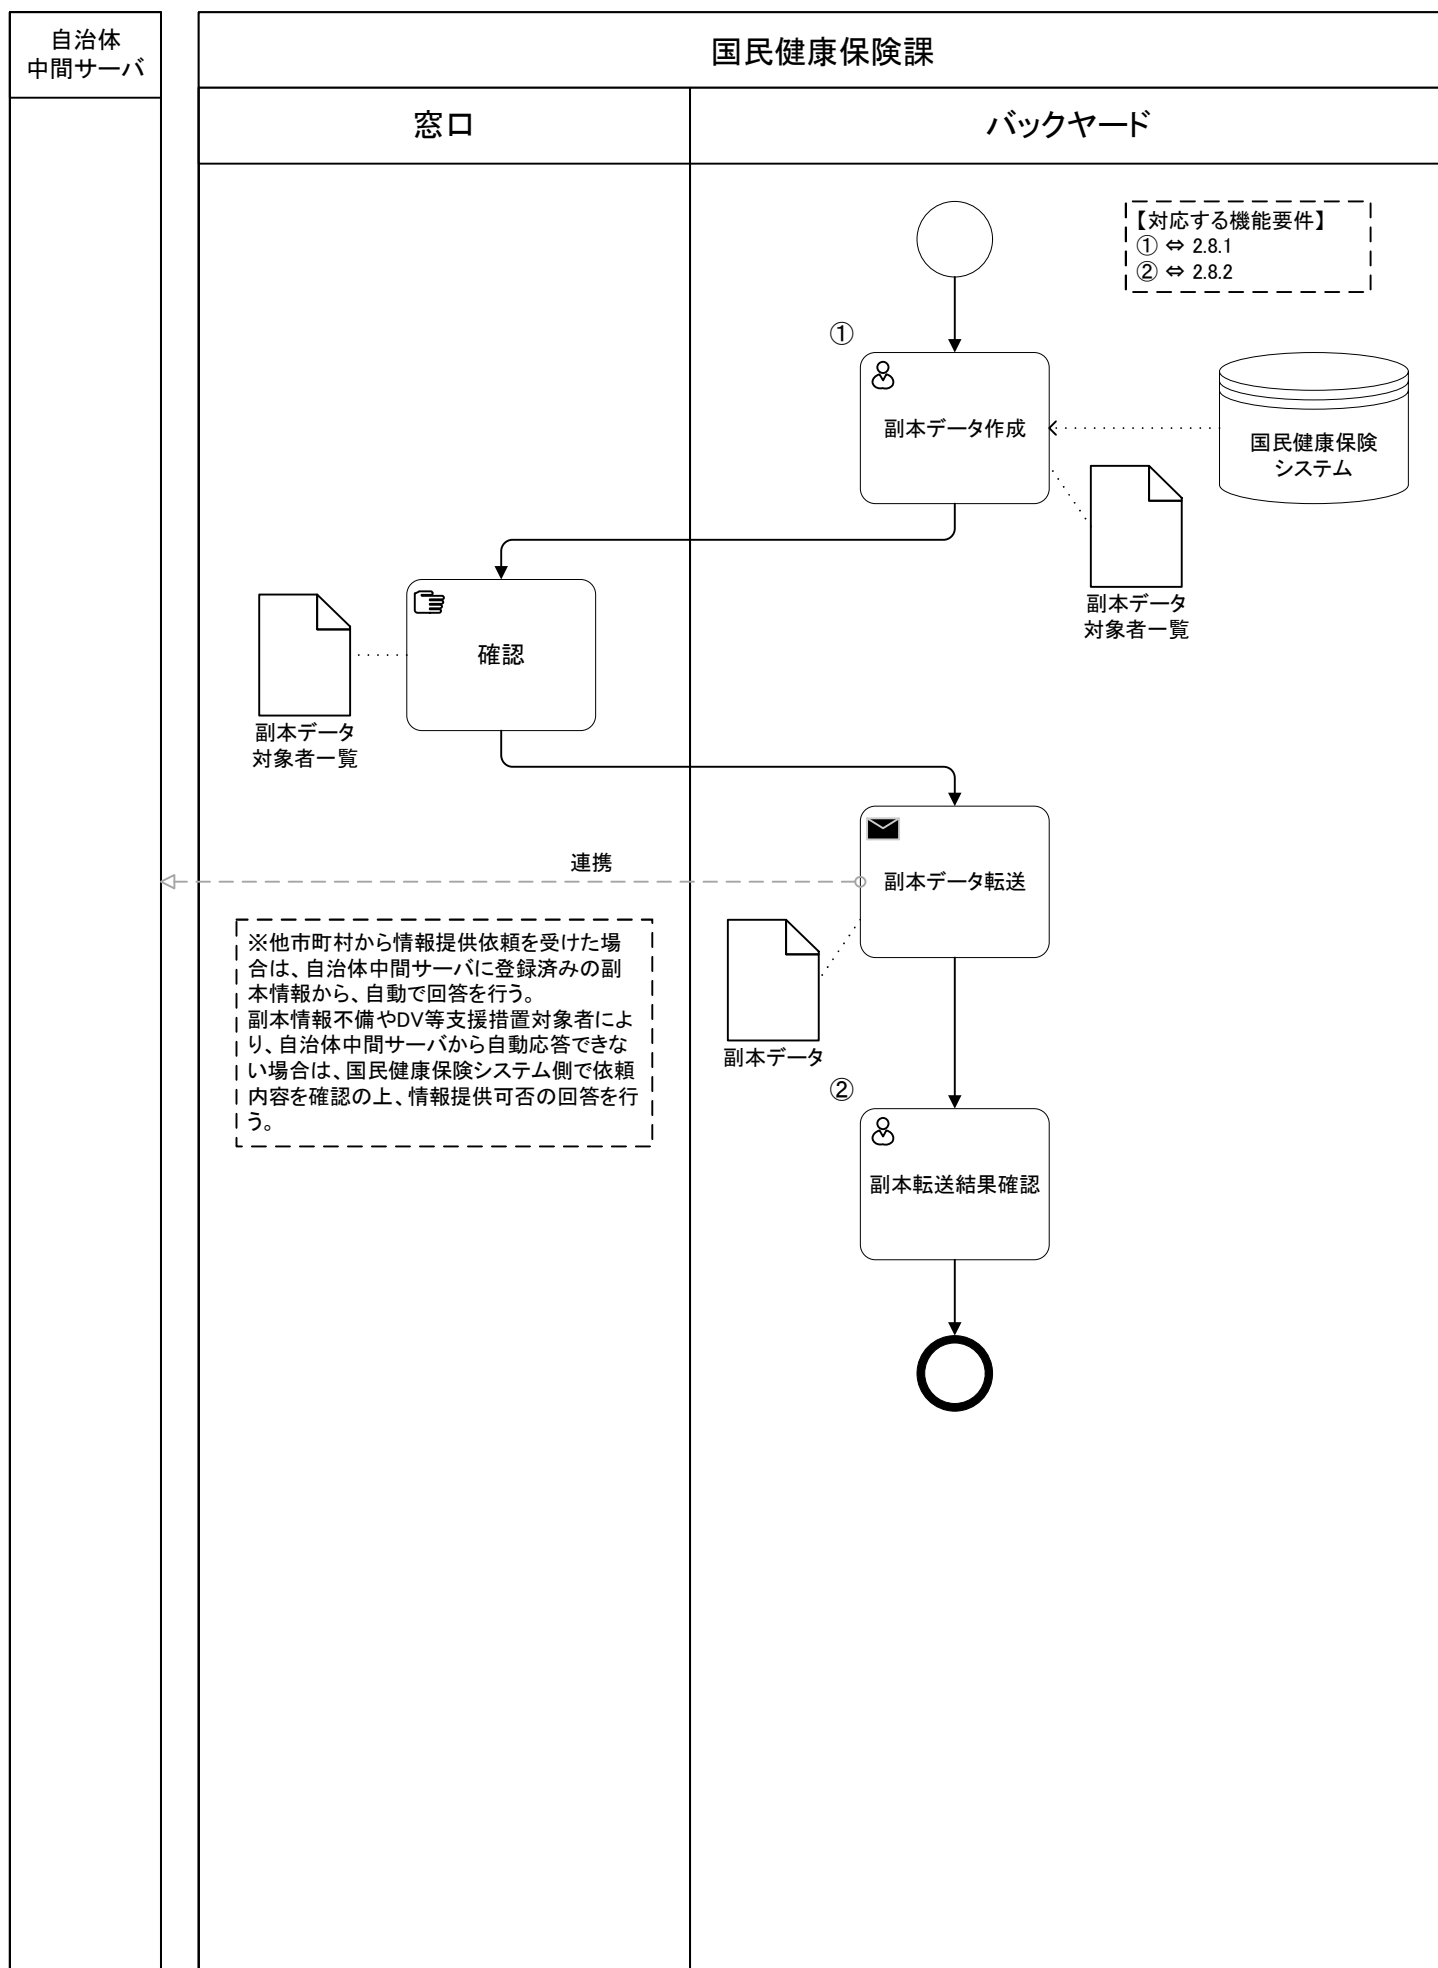 自治体
中間サーバ
国民健康保険課
窓口
バックヤード
【対応する機能要件】
① ⇔ 2.8.1
② ⇔ 2.8.2
①
副本データ作成
国民健康保険
システム
副本データ
対象者一覧
確認
副本データ
対象者一覧
連携
副本データ転送
※他市町村から情報提供依頼を受けた場
合は、自治体中間サーバに登録済みの副
本情報から、自動で回答を行う。
副本情報不備やDV等支援措置対象者によ
り、自治体中間サーバから自動応答できな
い場合は、国民健康保険システム側で依頼
内容を確認の上、情報提供可否の回答を行
う。
副本データ
②
副本転送結果確認